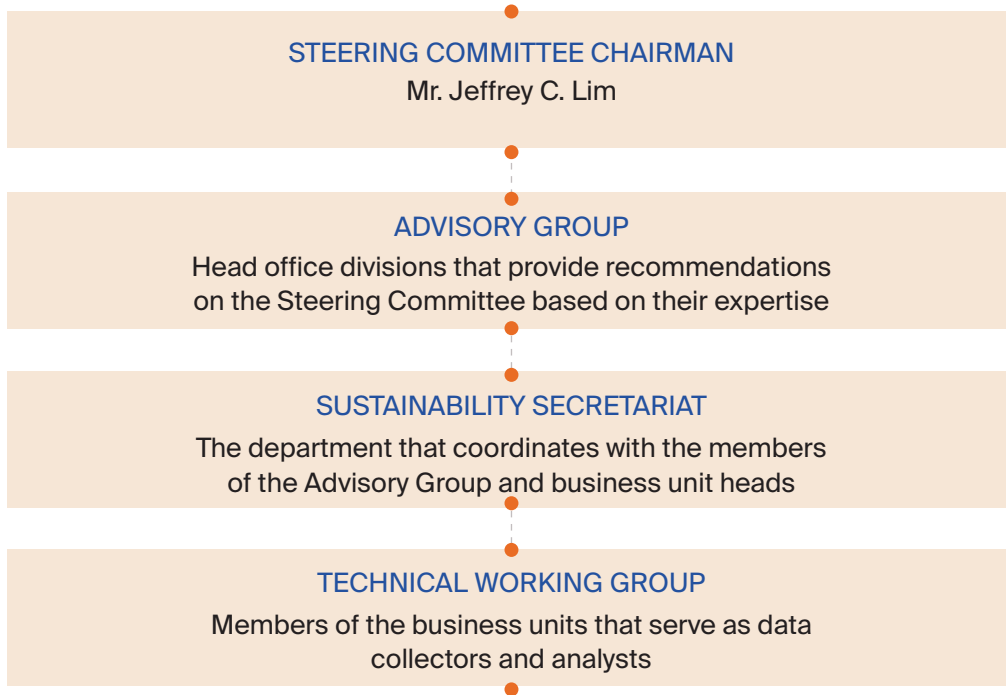 STEERING COMMITTEE CHAIRMAN
Mr. Jeffrey C. Lim
ADVISORY GROUP
Head office divisions that provide recommendations
on the Steering Committee based on their expertise
SUSTAINABILITY SECRETARIAT
The department that coordinates with the members
of the Advisory Group and business unit heads
TECHNICAL WORKING GROUP
Members of the business units that serve as data
collectors and analysts